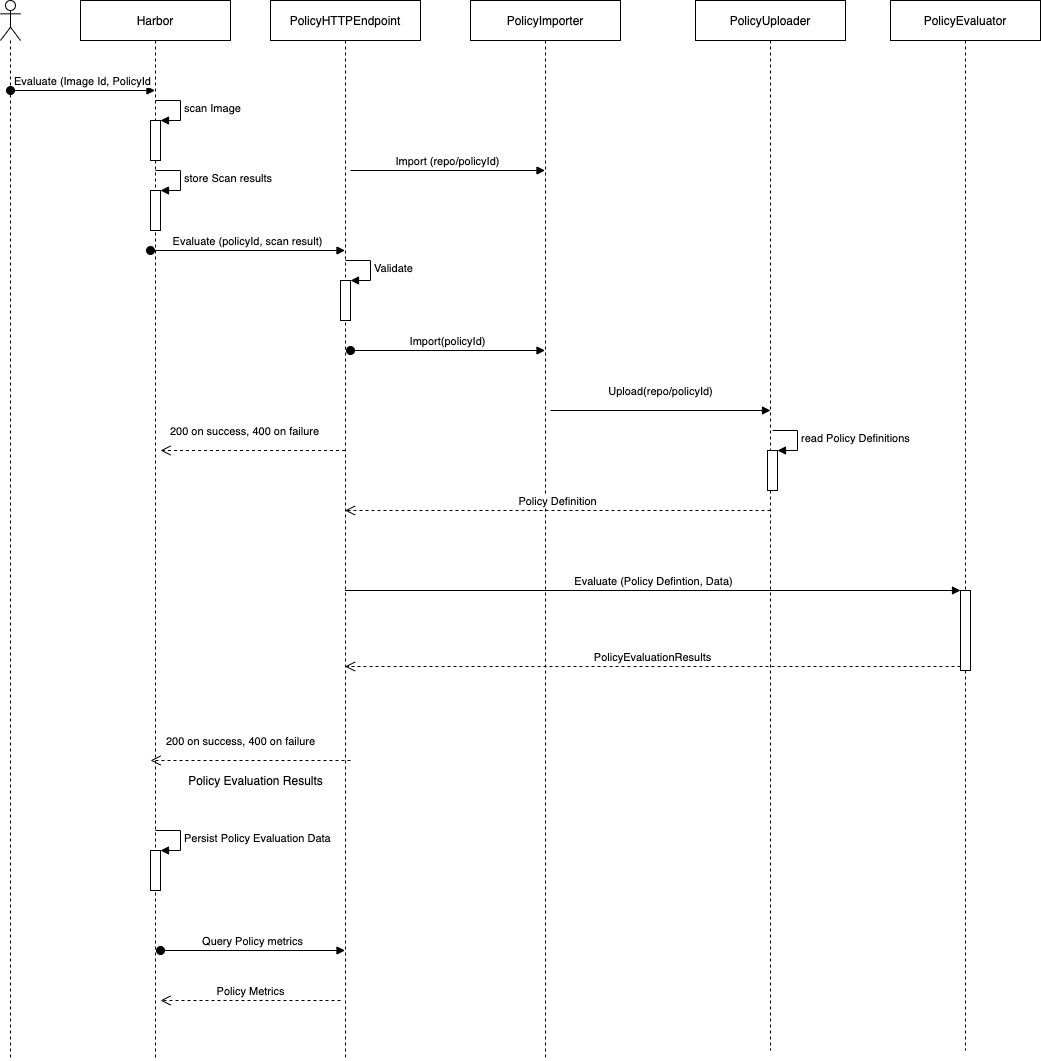 Harbor
PolicyHTTPEndpoint
PolicyImporter
PolicyUploader
PolicyEvaluator
Evaluate (Image Id, PolicyId
scan Image
Import (repo/policyId)
store Scan results
Evaluate (policyId, scan result)
Validate
Import(policyId)
Upload(repo/policyId)
200 on success, 400 on failure
read Policy Definitions
Policy Definition
Evaluate (Policy Defintion, Data)
PolicyEvaluationResults
200 on success, 400 on failure
Policy Evaluation Results
Persist Policy Evaluation Data
Query Policy metrics
Policy Metrics